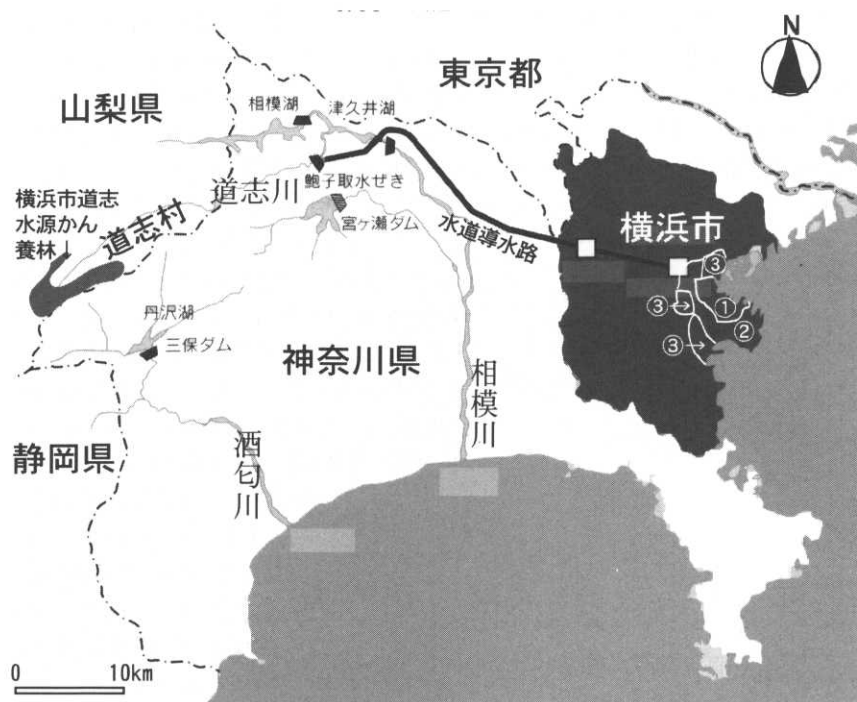 N
東京都
山梨県
相模湖
津久井湖
鮑子取水ぜき
道志川
横浜市道志
水源かん
養林
道志村
宮ヶ瀬ダム
水道導水路
横浜市
③
③→
①
②
③→
丹沢湖
三保ダム
神奈川県
相模川
静岡県
酒匂川
0 10km